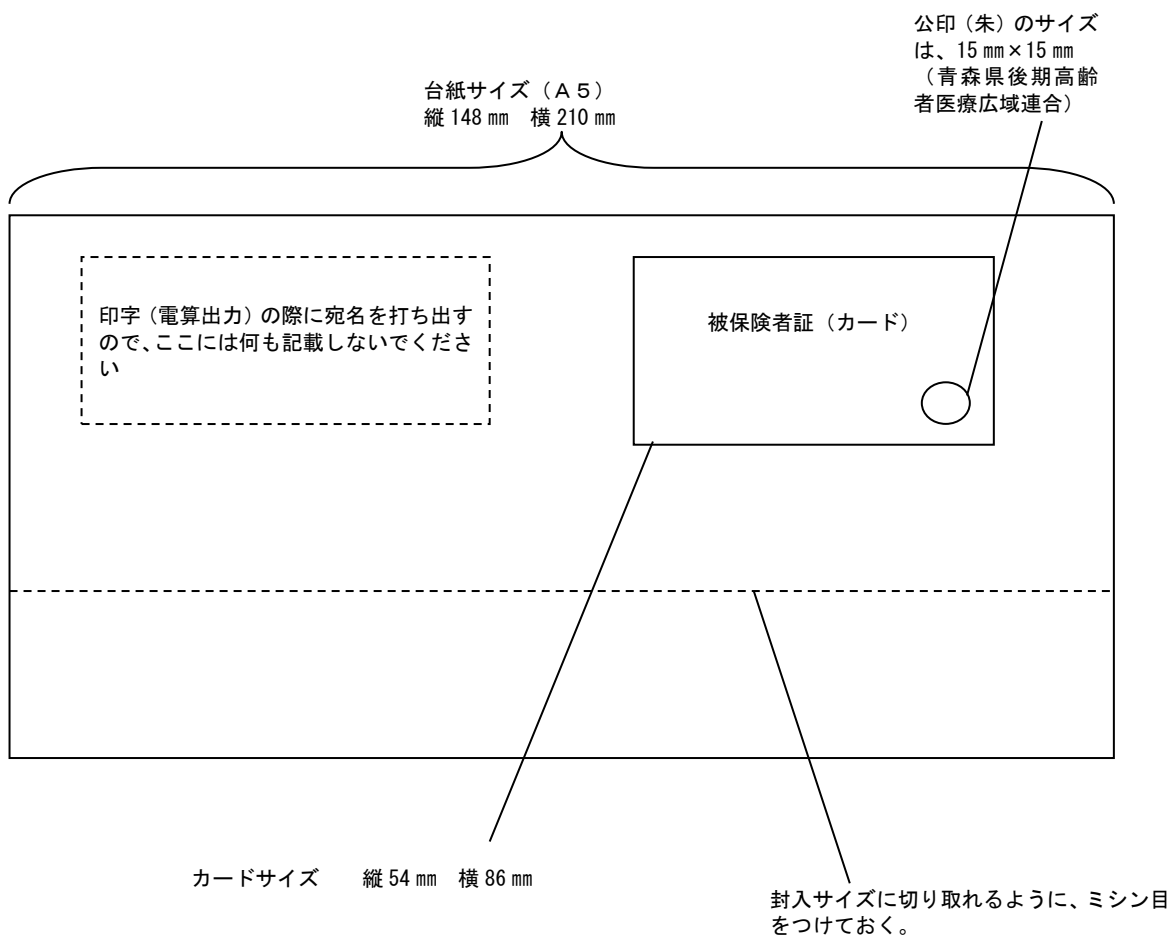 公印（朱）のサイズ
は、15㎜×15㎜
（青森県後期高齢
者医療広域連合）
台紙サイズ（Ａ５）
縦148㎜　横210㎜
印字（電算出力）の際に宛名を打ち出す
ので、ここには何も記載しないでくださ
い
被保険者証（カード）
カードサイズ　　縦54㎜　横86㎜
封入サイズに切り取れるように、ミシン目
をつけておく。